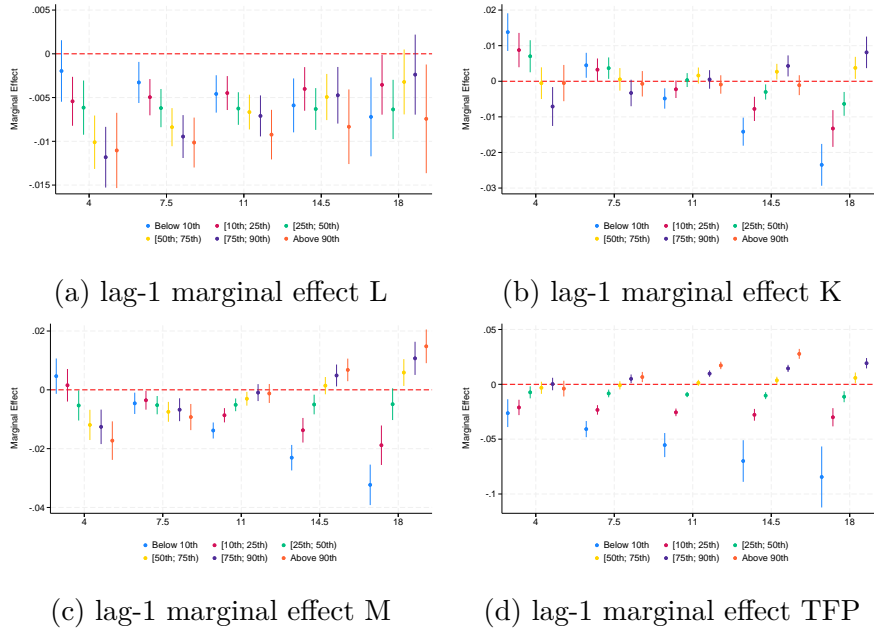 .005
0
-.005
-.01
-.015
Marginal Effect
4 7.5 11 14.5 18
Below 10th [10th; 25th) [25th; 50th)
[50th; 75th) [75th; 90th) Above 90th
(a) lag-1 marginal effect L
.02
.01
0
-.01
-.02
-.03
Marginal Effect
4 7.5 11 14.5 18
Below 10th [10th; 25th) [25th; 50th)
[50th; 75th) [75th; 90th) Above 90th
(b) lag-1 marginal effect K
.02
0
-.02
-.04
Marginal Effect
4 7.5 11 14.5 18
Below 10th [10th; 25th) [25th; 50th)
[50th; 75th) [75th; 90th) Above 90th
(c) lag-1 marginal effect M
.05
0
-.05
-.1
Marginal Effect
4 7.5 11 14.5 18
Below 10th [10th; 25th) [25th; 50th)
[50th; 75th) [75th; 90th) Above 90th
(d) lag-1 marginal effect TFP